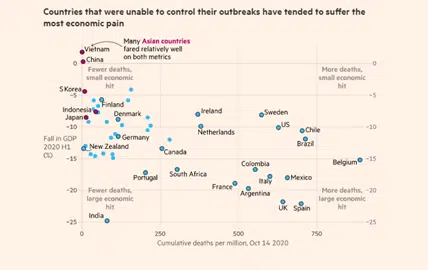 Countries that were unable to control their outbreaks have tended to suffer the
most economic pain
Many Asian countries
fared relatively well
on both metrics
Vietnam
China
0
Fewer deaths,
small economic
hit
More deaths,
small economic
hit
S Korea
−5
−5
Finland
Indonesia
Denmark
Japan
Ireland
Sweden
Netherlands
US
Chile
−10
−10
Germany
Brazil
Fall in GDP
2020 H1
(%)
New Zealand
Canada
Belgium
−15
−15
Portugal
South Africa
Colombia
Italy
Mexico
France
Argentina
−20
−20
Fewer deaths,
large economic
hit
More deaths,
large economic
hit
UK
Spain
India
−25
−25
0
250
500
750
Cumulative deaths per million, Oct 14 2020